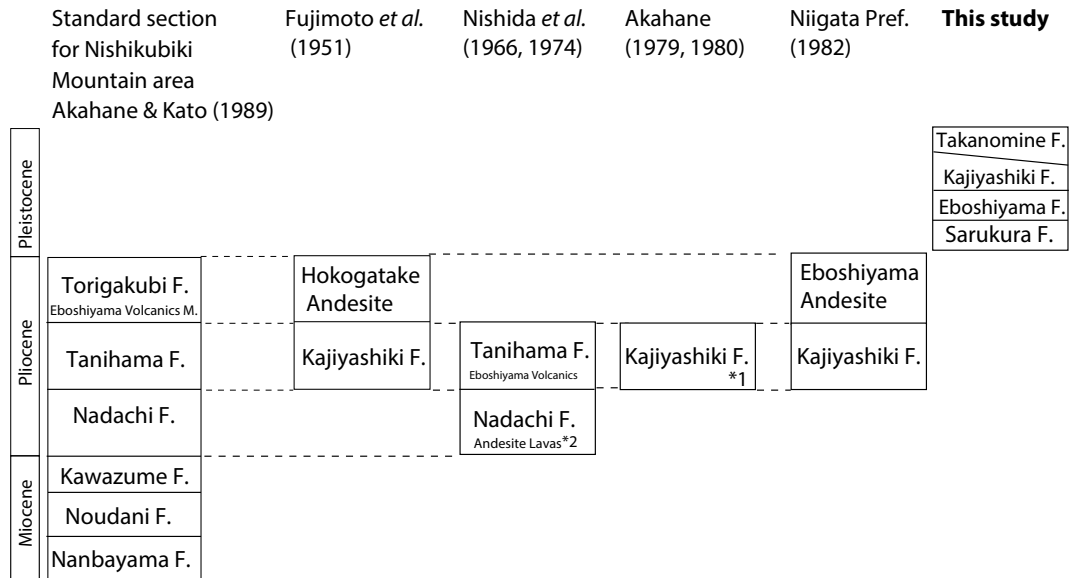 Standard section
for Nishikubiki
Mountain area
Akahane & Kato (1989)
Fujimoto et al.
(1951)
Nishida et al.
(1966, 1974)
Akahane
(1979, 1980)
Niigata Pref.
(1982)
This study
Pleistocene
Takanomine F.
Kajiyashiki F.
Eboshiyama F.
Sarukura F.
Pliocene
Torigakubi F.
Eboshiyama Volcanics M.
Hokogatake
Andesite
Eboshiyama
Andesite
Tanihama F.
Kajiyashiki F.
Tanihama F.
Eboshiyama Volcanics
Kajiyashiki F.
*1
Kajiyashiki F.
Nadachi F.
Nadachi F.
Andesite Lavas*2
Miocene
Kawazume F.
Noudani F.
Nanbayama F.